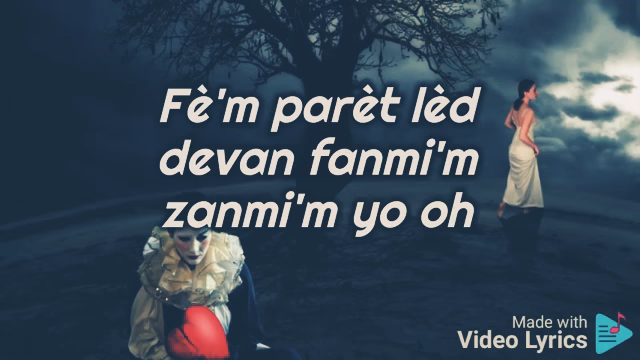 Fè'm parèt lèd
devan fanmi'm
zanmi'm yo oh
Made with
Video Lyrics